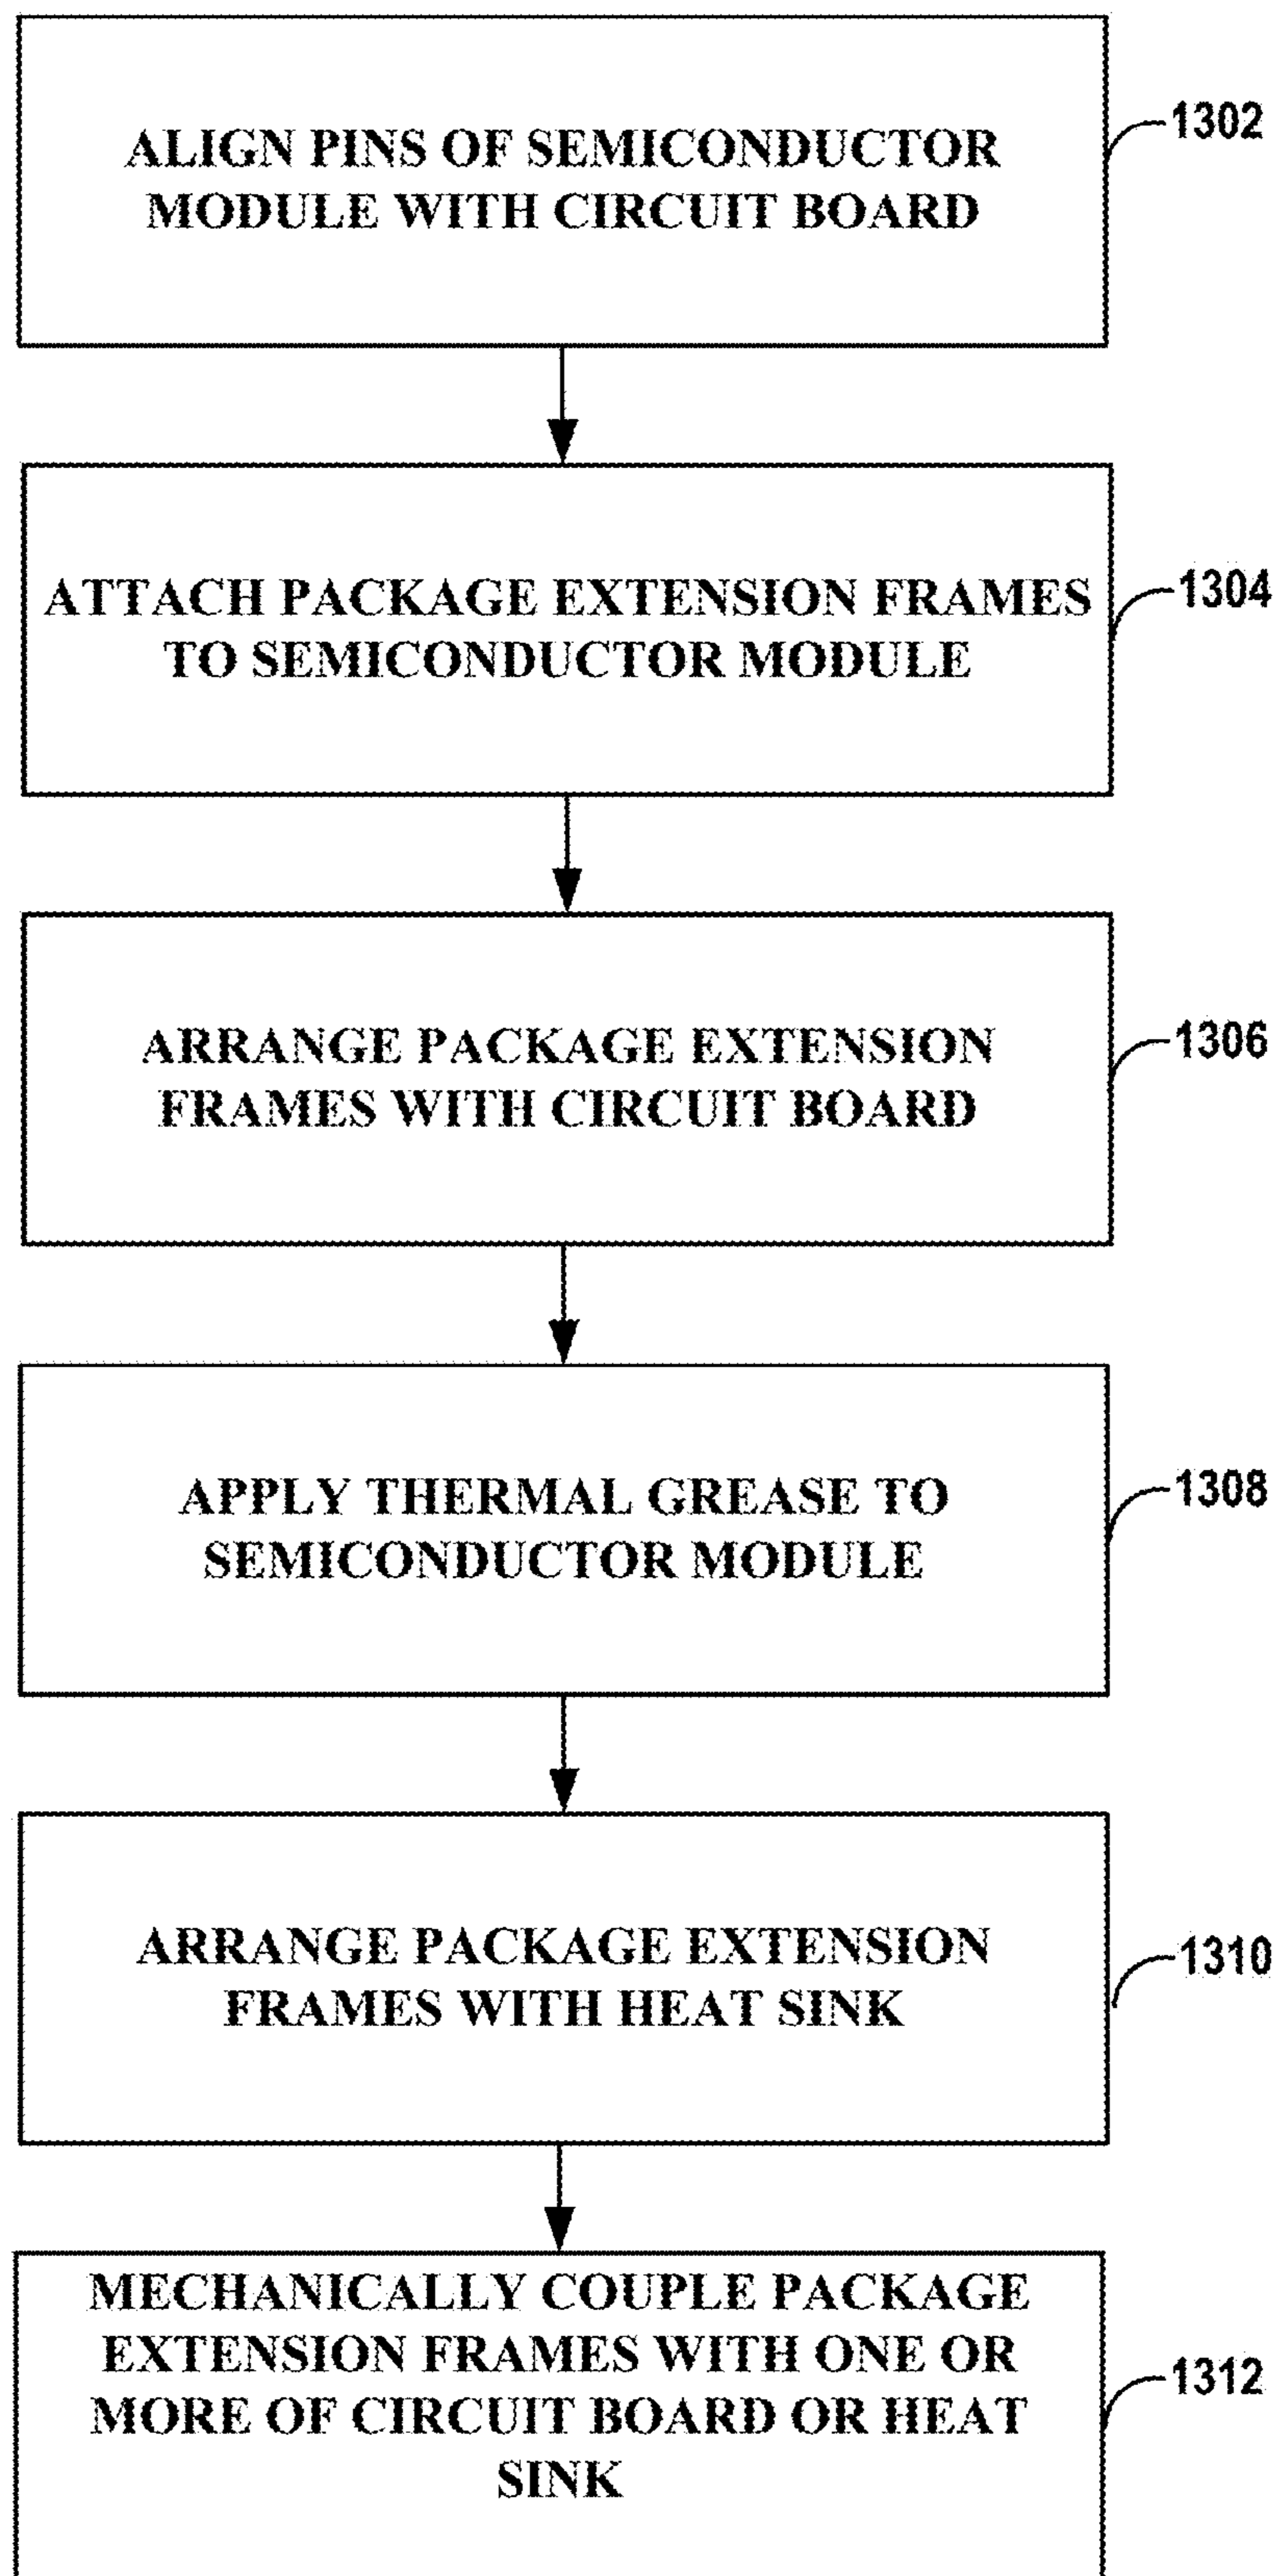 ALIGN PINS OF SEMICONDUCTOR
MODULE WITH CIRCUIT BOARD
1302
ATTACH PACKAGE EXTENSION FRAMES
TO SEMICONDUCTOR MODULE
1304
ARRANGE PACKAGE EXTENSION
FRAMES WITH CIRCUIT BOARD
1306
APPLY THERMAL GREASE TO
SEMICONDUCTOR MODULE
1308
ARRANGE PACKAGE EXTENSION
FRAMES WITH HEAT SINK
1310
MECHANICALLY COUPLE PACKAGE
EXTENSION FRAMES WITH ONE OR
MORE OF CIRCUIT BOARD OR HEAT
SINK
1312